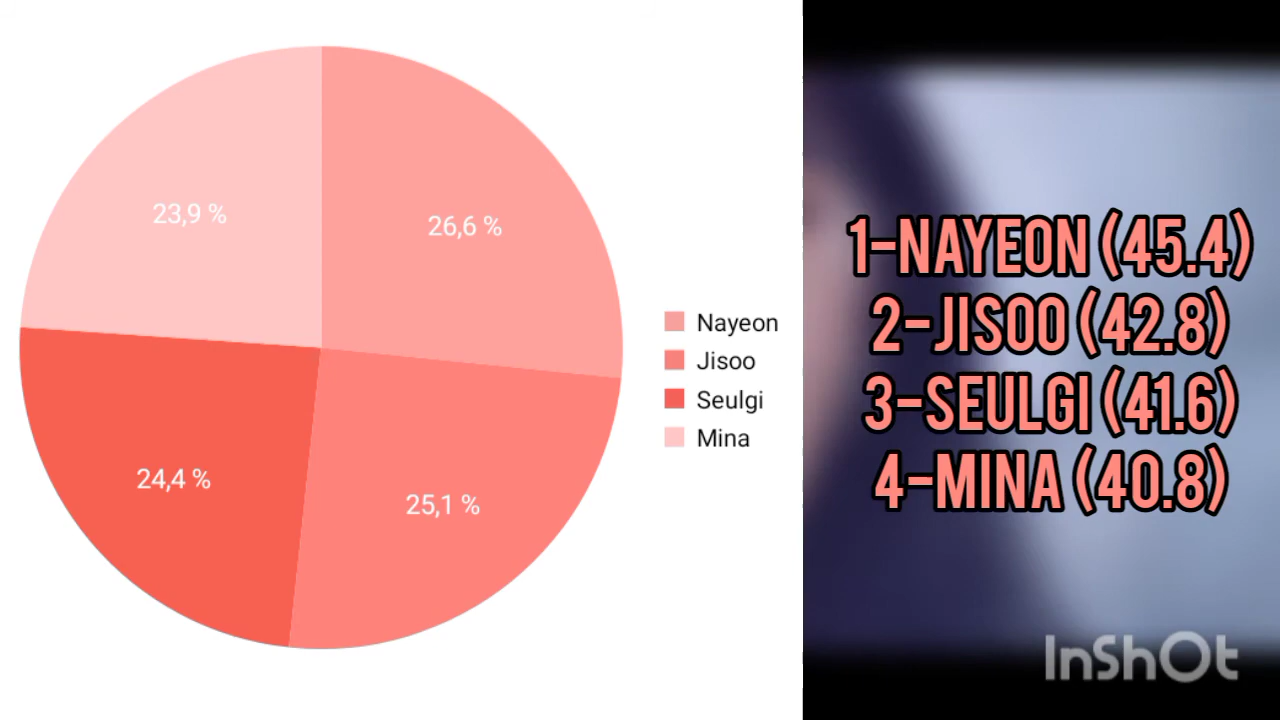 23,9 %
26,6 %
24,4 %
25,1 %
Nayeon
Jisoo
Seulgi
Mina
1-NAYEON (45.4)
2-JISOO (42.8)
3-SEULGI (41.6)
4-MINA (40.8)
InShOt